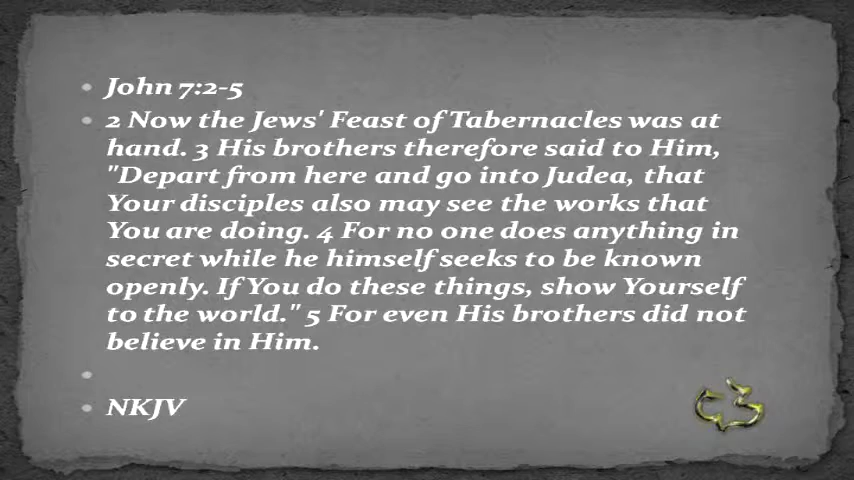 John 7:2-5
2 Now the Jews' Feast of Tabernacles was at
hand. 3 His brothers therefore said to Him,
"Depart from here and go into Judea, that
Your disciples also may see the works that
You are doing. 4 For no one does anything in
secret while he himself seeks to be known
openly. If You do these things, show Yourself
to the world." 5 For even His brothers did not
believe in Him.
NKJV
C3